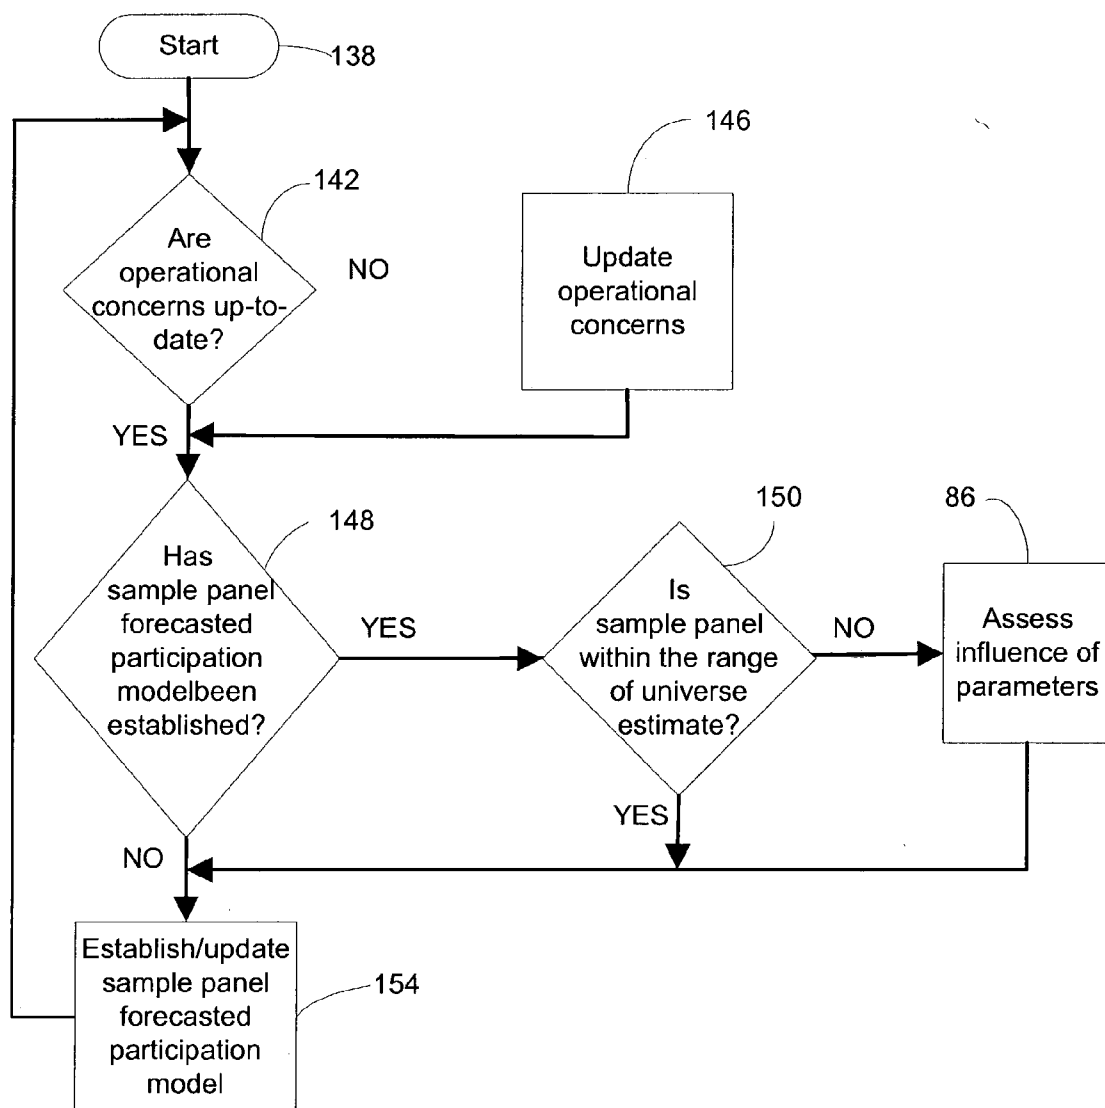 Start
138
146
142
Are
operational
concerns up-to-
date?
NO
Update
operational
concerns
YES
148
Has
sample panel
forecasted
participation
modelbeen
established?
YES
150
Is
sample panel
within the range
of universe
estimate?
NO
86
Assess
influence of
parameters
YES
NO
Establish/update
sample panel
forecasted
participation
model
154